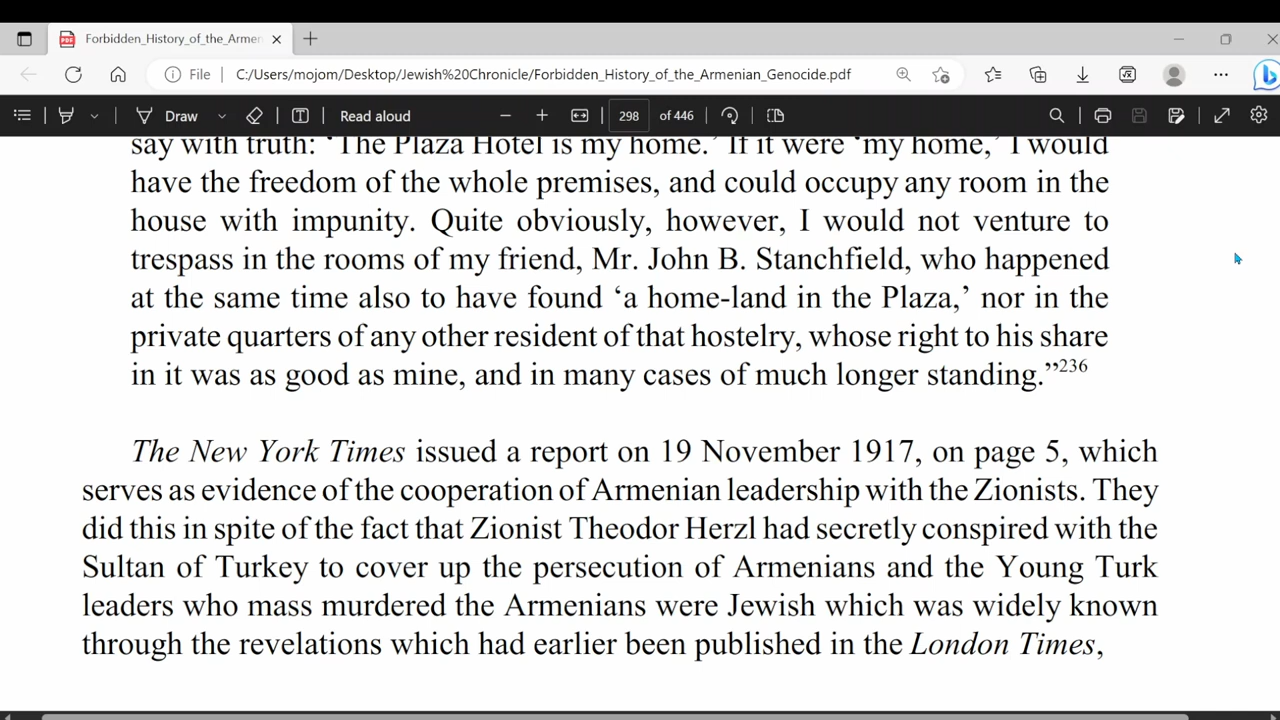 Forbidden_History_of_the_Armen
File
C:/Users/mojom/Desktop/Jewish%20Chronicle/Forbidden_History_of_the_Armenian_Genocide.pdf
Draw
Read aloud
298 of 446
say with truth: ‘The Plaza Hotel is my home.’ If it were ‘my home,’ I would
have the freedom of the whole premises, and could occupy any room in the
house with impunity. Quite obviously, however, I would not venture to
trespass in the rooms of my friend, Mr. John B. Stanchfield, who happened
at the same time also to have found ‘a home-land in the Plaza,’ nor in the
private quarters of any other resident of that hostelry, whose right to his share
in it was as good as mine, and in many cases of much longer standing.”236
The New York Times issued a report on 19 November 1917, on page 5, which
serves as evidence of the cooperation of Armenian leadership with the Zionists. They
did this in spite of the fact that Zionist Theodor Herzl had secretly conspired with the
Sultan of Turkey to cover up the persecution of Armenians and the Young Turk
leaders who mass murdered the Armenians were Jewish which was widely known
through the revelations which had earlier been published in the London Times,